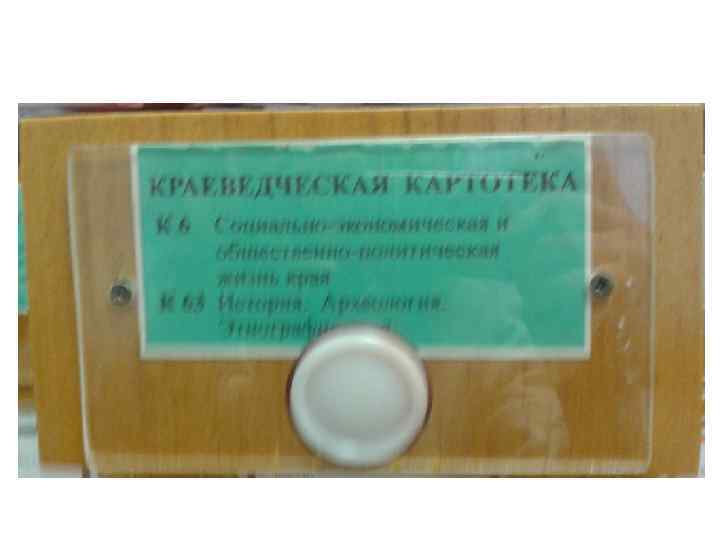 КРАЕВЕДЧЕСКАЯ КАРТОТЕКА
К 6 Социально-экономическая и
общественно-политическая
жизнь края
К 63 История. Археология.